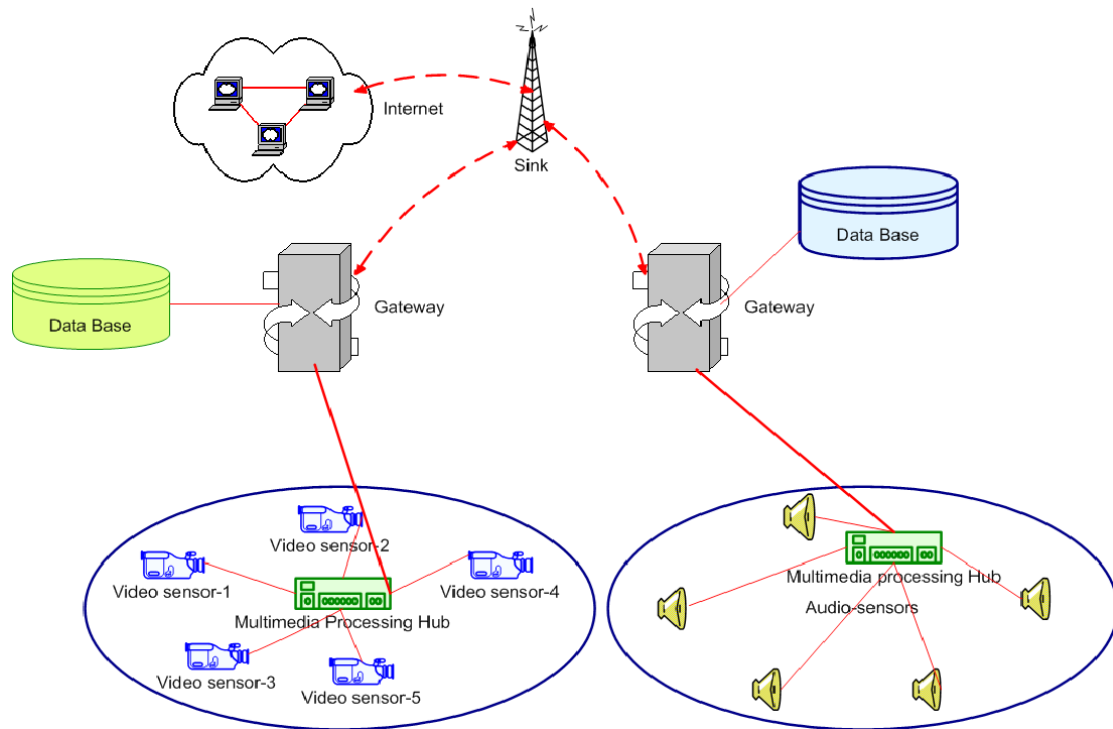 Internet
Sink
Data Base
Gateway
Gateway
Data Base
Video sensor-2
Video sensor-1
Video sensor-4
Multimedia Processing Hub
Video sensor-3
Video sensor-5
Multimedia processing Hub
Audio-sensors